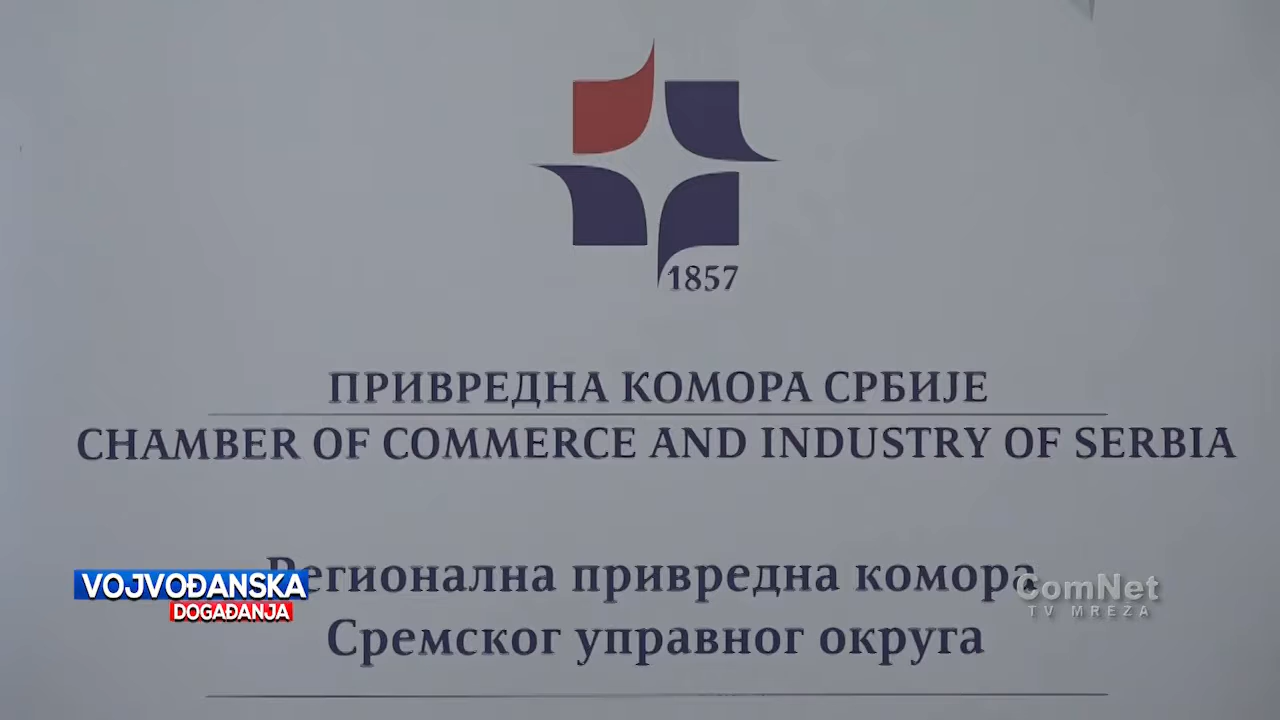 1857
ПРИВРЕДНА КОМОРА СРБИЈЕ
CHAMBER OF COMMERCE AND INDUSTRY OF SERBIA
Регионална привредна комора
Сремског управног округа
VOJVOĐANSKA
DOGAĐANJA
ComNet
TV MREŽA